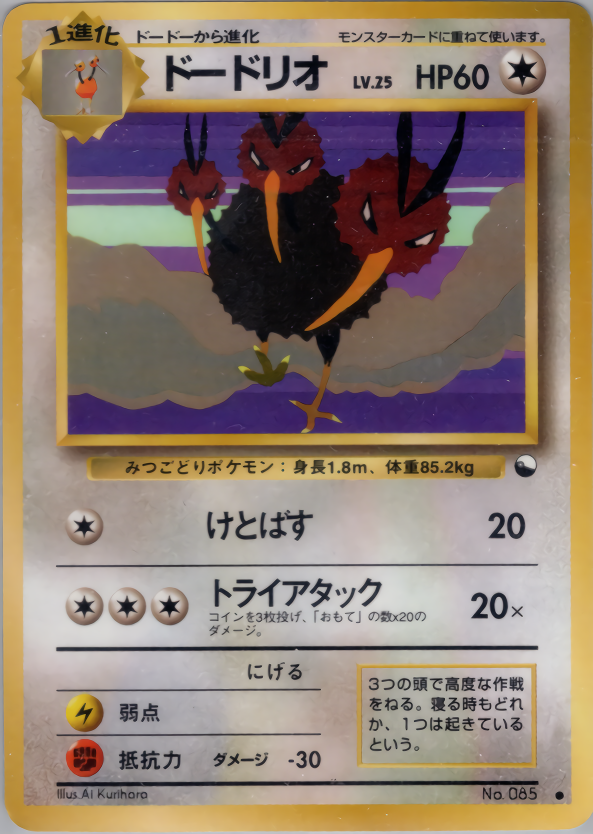 1進化
ドードーから進化
モンスターカードに重ねて使います。
ドードリオ LV.25 HP60
みつごどりポケモン：身長1.8m、体重85.2kg
けとばす 20
トライアタック 20×
コインを3枚投げ、「おもて」の数x20の
ダメージ。
にげる
弱点
抵抗力 ダメージ -30
3つの頭で高度な作戦
をねる。寝る時もどれ
か、1つは起きている
という。
Illus.Ai Kurihara
No. 085